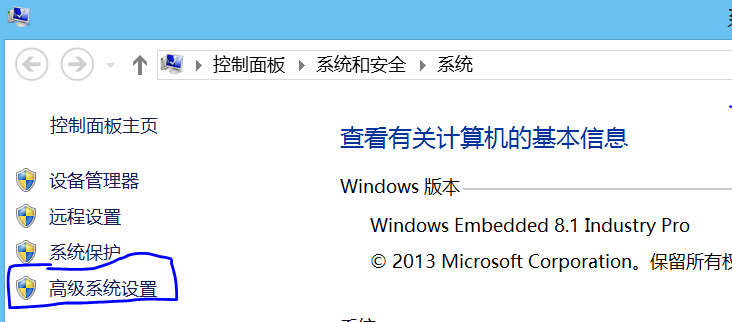 控制面板 系统和安全 系统
控制面板主页
查看有关计算机的基本信息
设备管理器
Windows 版本
远程设置
Windows Embedded 8.1 Industry Pro
系统保护
© 2013 Microsoft Corporation。保留所有权
高级系统设置